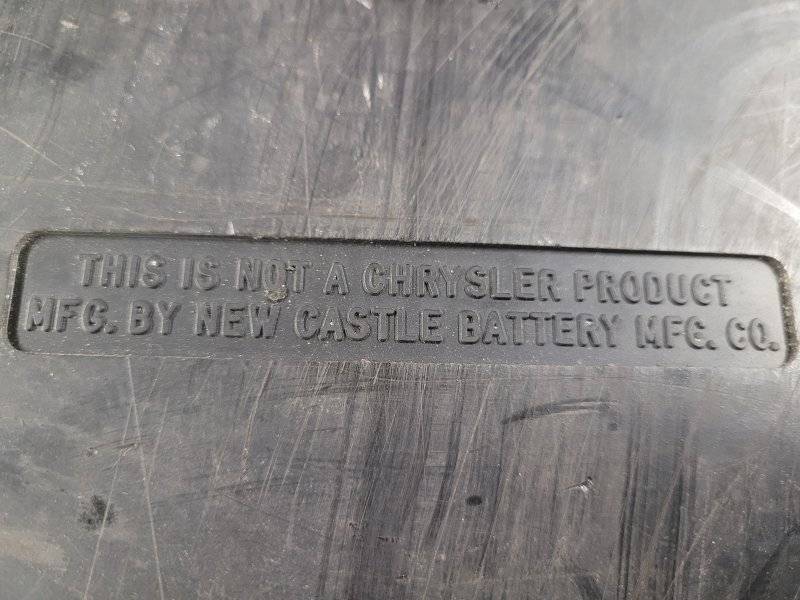 THIS IS NOT A CHRYSLER PRODUCT
MFG. BY NEW CASTLE BATTERY MFG. CO.